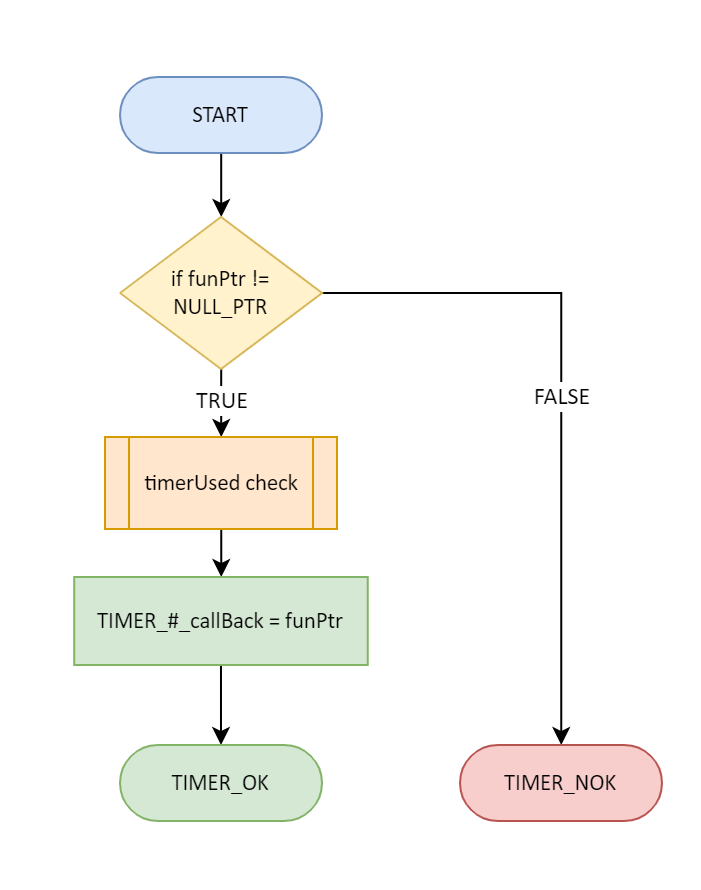 START
if funPtr !=
NULL_PTR
TRUE
FALSE
timerUsed check
TIMER_#_callBack = funPtr
TIMER_OK
TIMER_NOK